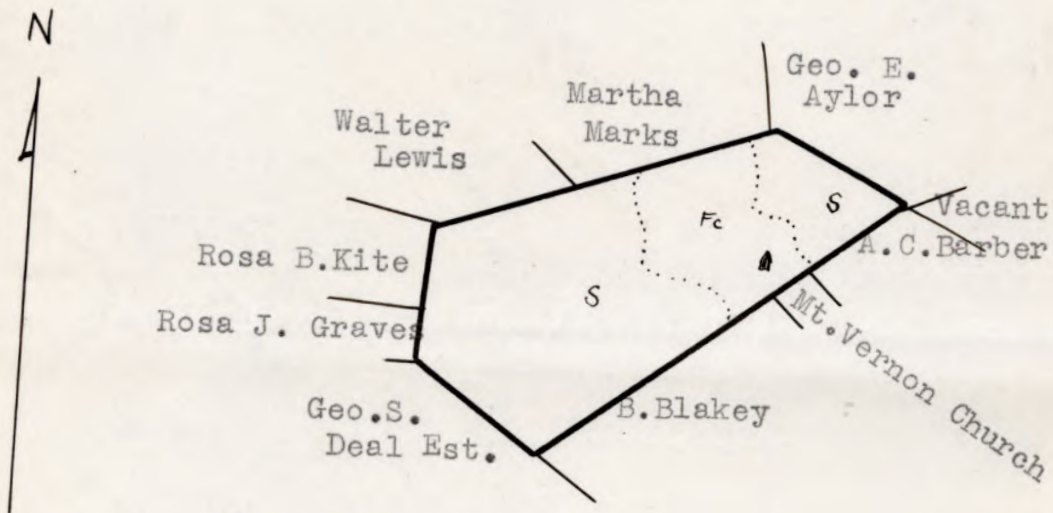 N
Geo. E.
Aylor
Martha
Marks
Walter
Lewis
S
Vacant
Fc
A.C.Barber
Rosa B.Kite
S
Rosa J. Graves
Mt.Vernon Church
Geo.S.
Deal Est.
B.Blakey